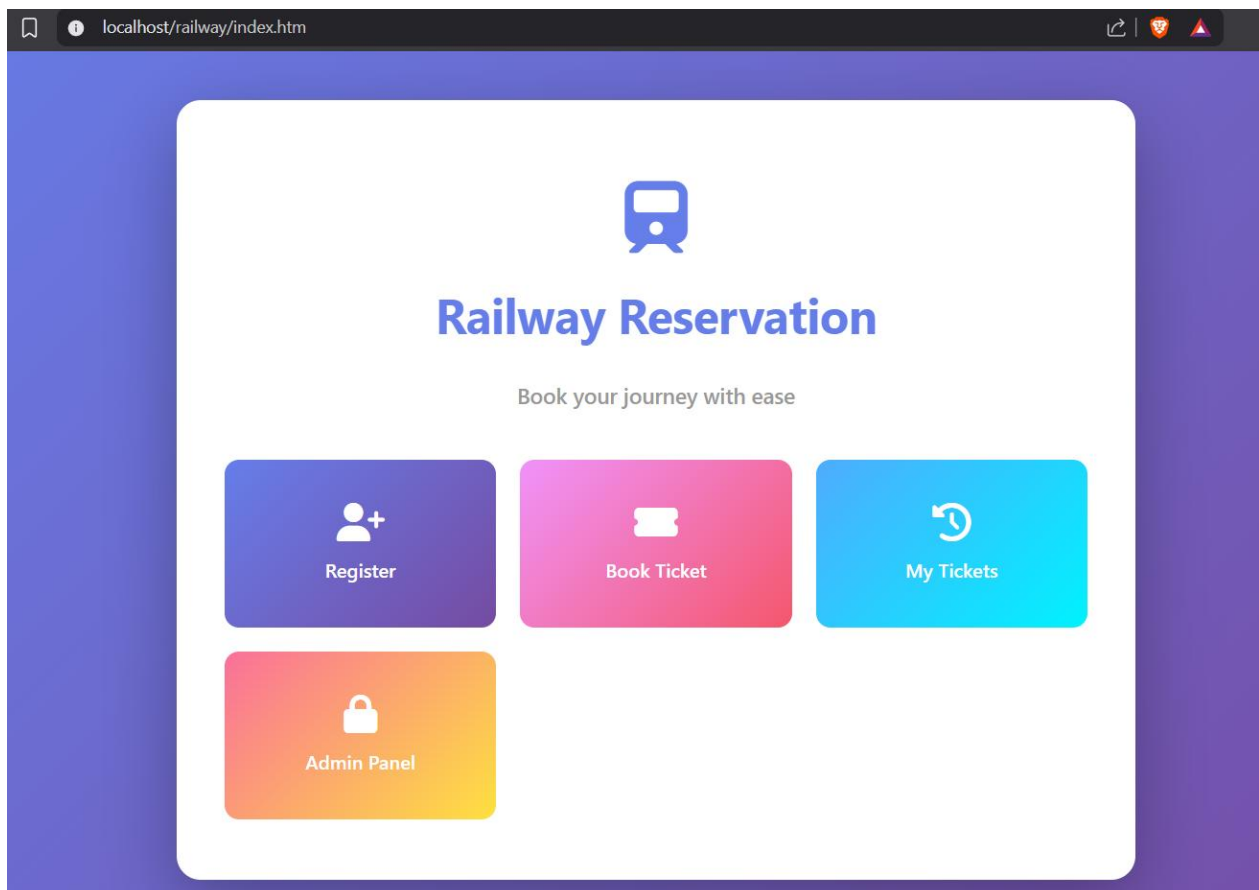 localhost/railway/index.htm
Railway Reservation
Book your journey with ease
Register
Book Ticket
My Tickets
Admin Panel